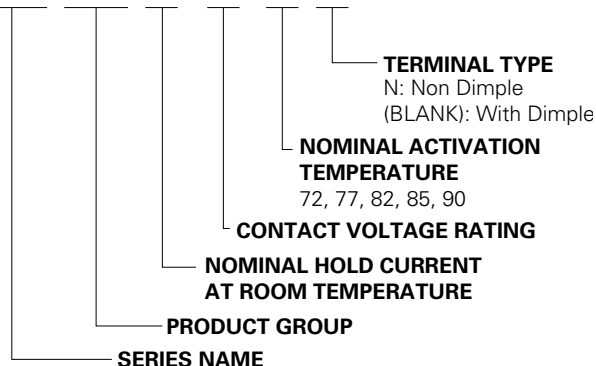 TERMINAL TYPE
N: Non Dimple
(BLANK): With Dimple
NOMINAL ACTIVATION
TEMPERATURE
72, 77, 82, 85, 90
CONTACT VOLTAGE RATING
NOMINAL HOLD CURRENT
AT ROOM TEMPERATURE
PRODUCT GROUP
SERIES NAME